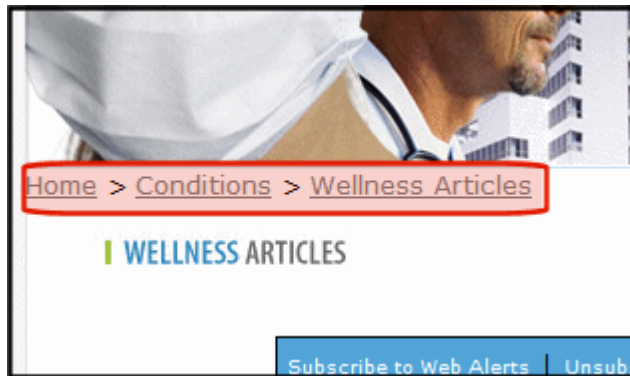 Home > Conditions > Wellness Articles
WELLNESS ARTICLES
Subscribe to Web Alerts | Unsub